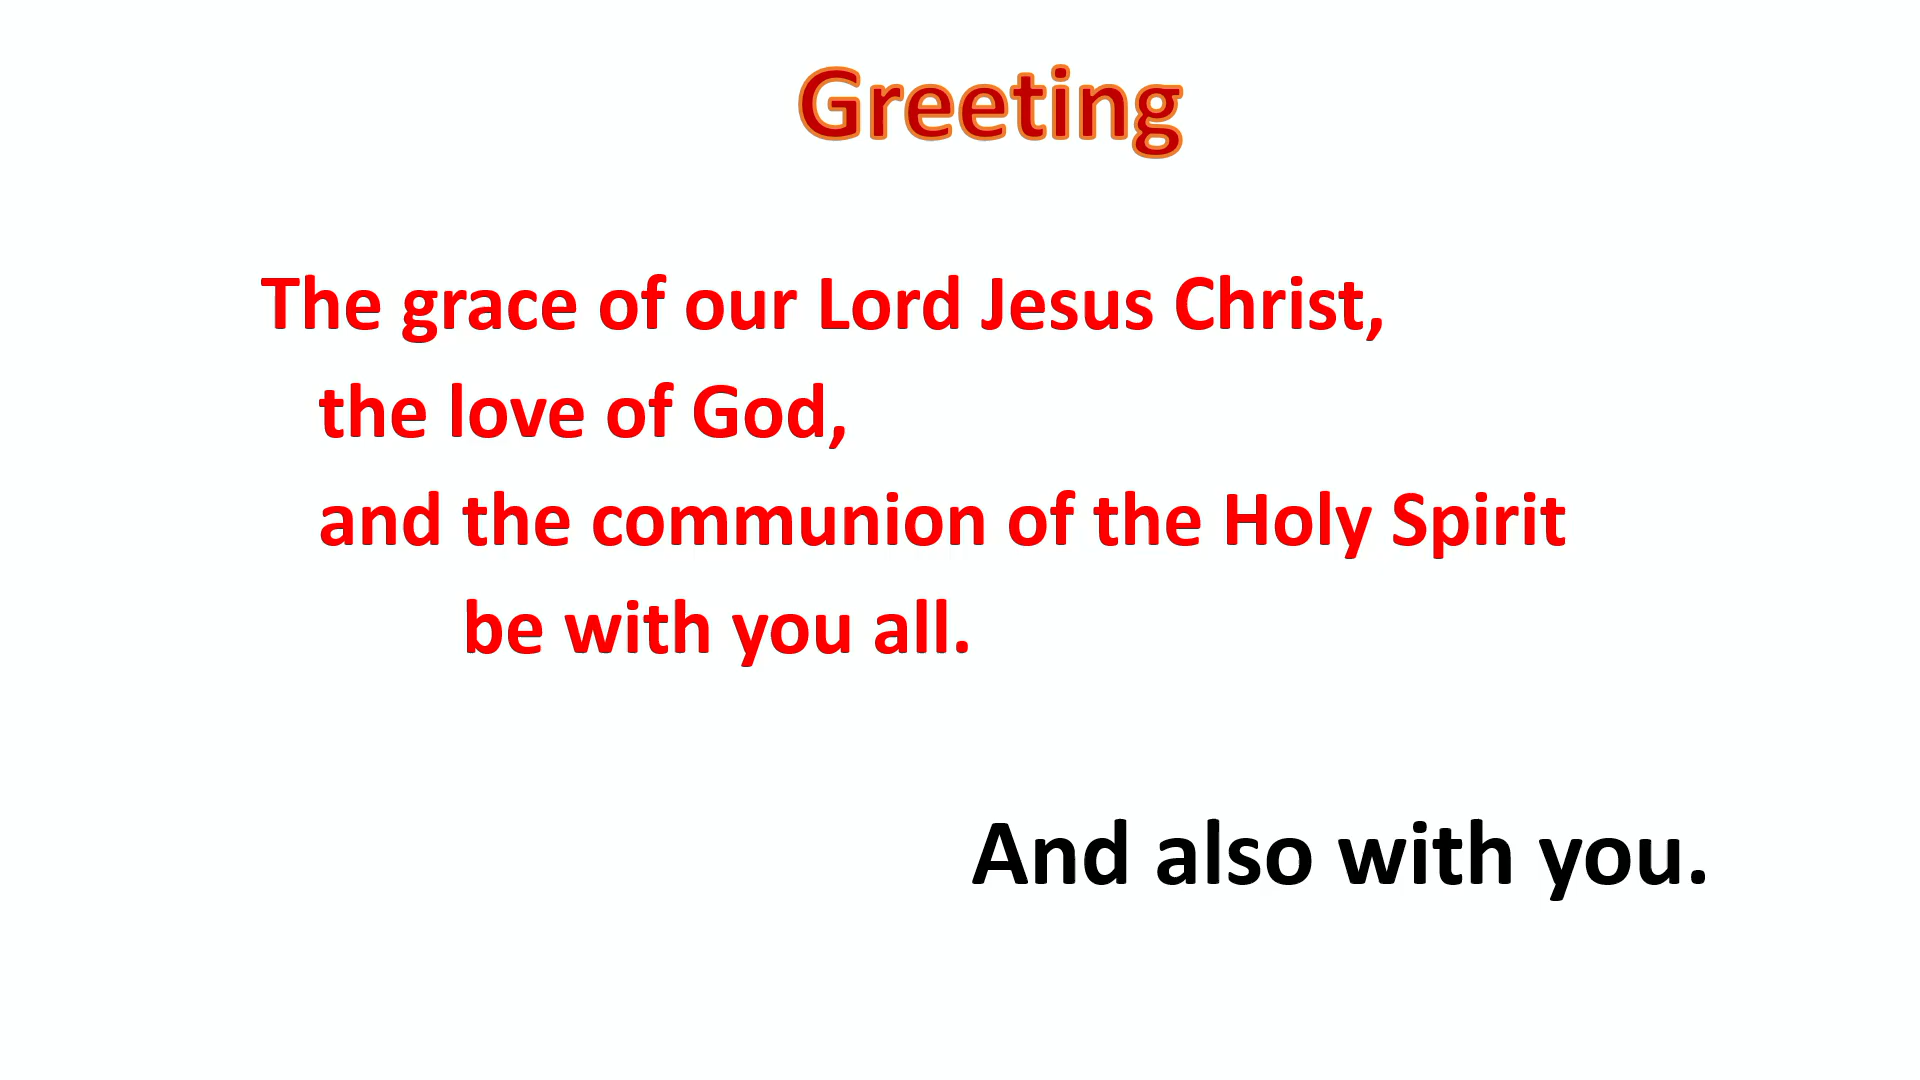 Greeting
The grace of our Lord Jesus Christ,
the love of God,
and the communion of the Holy Spirit
be with you all.
And also with you.